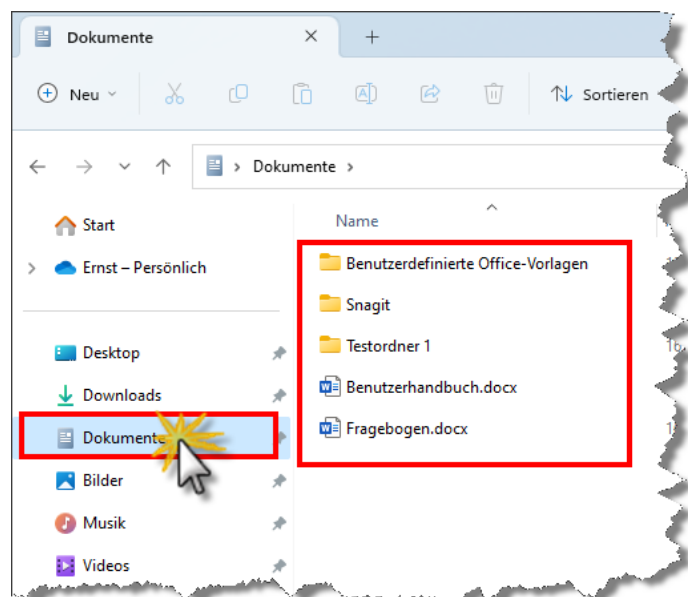 Dokumente
Neu
Sortieren
Dokumente
Start
Ernst – Persönlich
Desktop
Downloads
Dokumente
Bilder
Musik
Videos
Name
Benutzerdefinierte Office-Vorlagen
Snagit
Testordner 1
Benutzerhandbuch.docx
Fragebogen.docx